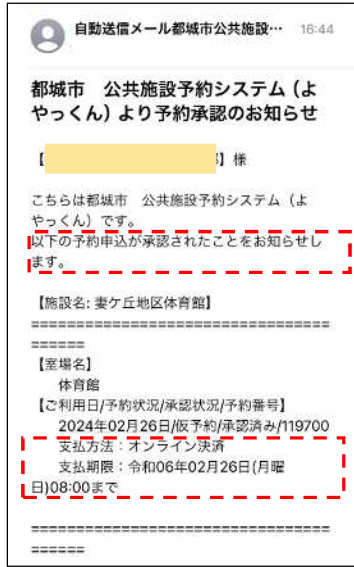 自動送信メール都城市公共施設… 16:44
都城市 公共施設予約システム（よ
やっくん）より予約承認のお知らせ
【 】様
こちらは都城市 公共施設予約システム（よ
やっくん）です。
以下の予約申込が承認されたことをお知らせし
ます。
【施設名: 妻ケ丘地区体育館】
=================================
======
【室場名】
体育館
【ご利用日/予約状況/承認状況/予約番号】
2024年02月26日/仮予約/承認済み/119700
支払方法：オンライン決済
支払期限：令和06年02月26日(月曜
日)08:00まで
=================================
======